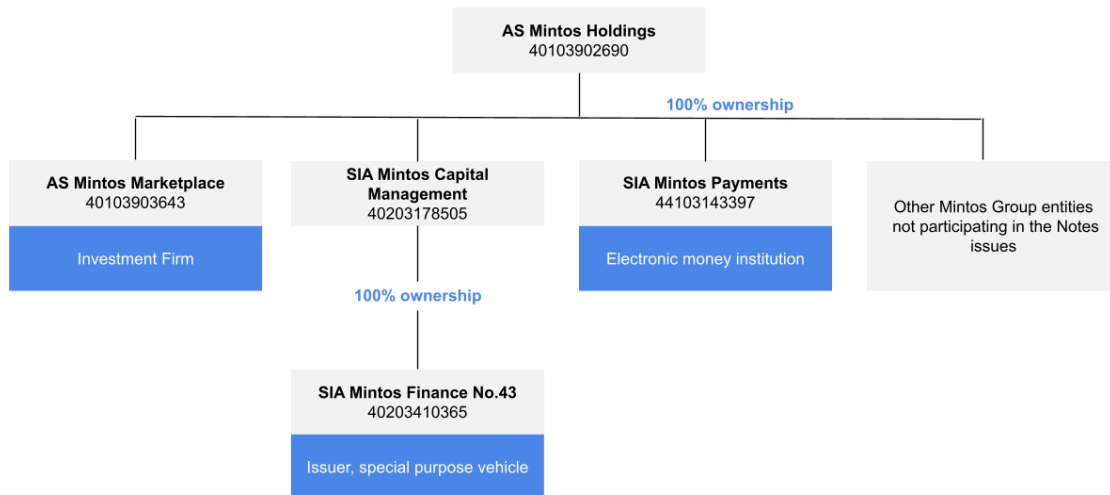 AS Mintos Holdings
40103902690
100% ownership
AS Mintos Marketplace
40103903643
Investment Firm
SIA Mintos Capital
Management
40203178505
SIA Mintos Payments
44103143397
Electronic money institution
Other Mintos Group entities
not participating in the Notes
issues
100% ownership
SIA Mintos Finance No.43
40203410365
Issuer, special purpose vehicle